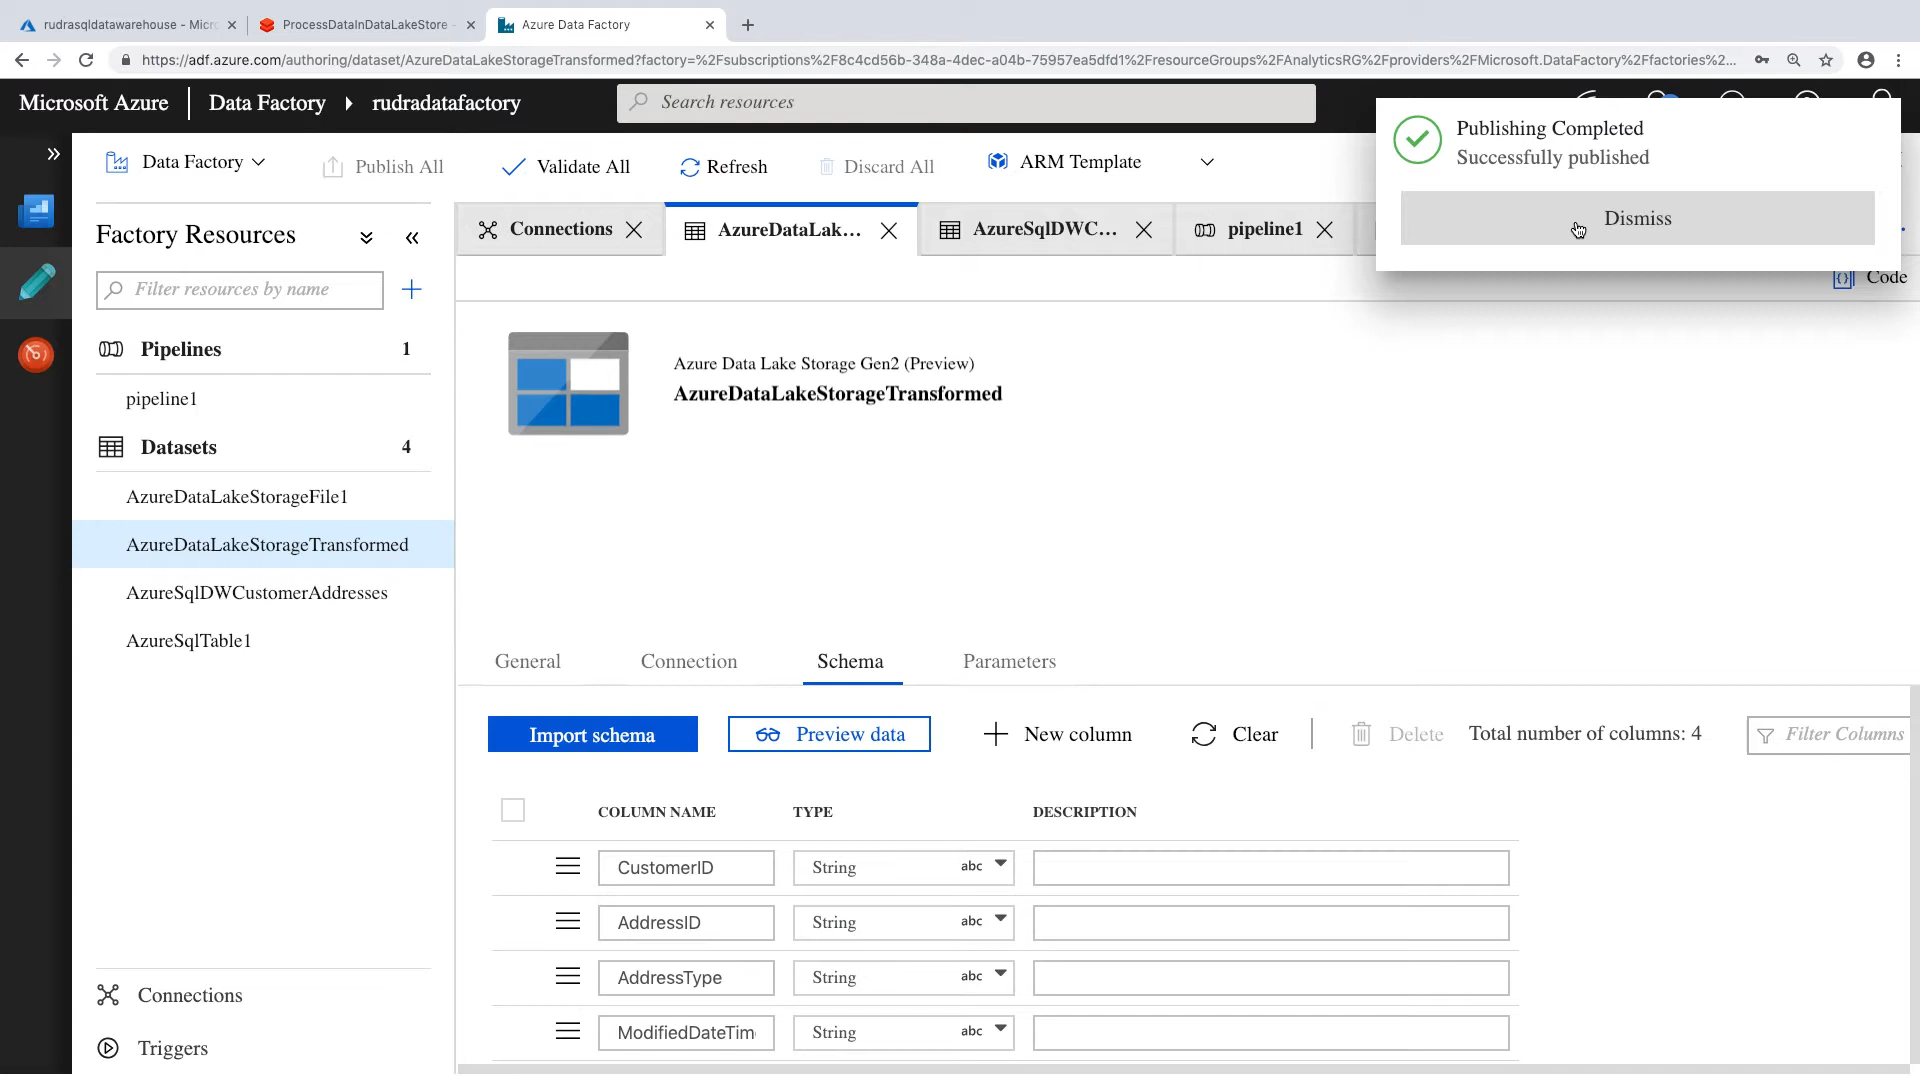 rudrasqldatawarehouse - Micr
ProcessDataInDataLakeStore -
Azure Data Factory
https://adf.azure.com/authoring/dataset/AzureDataLakeStorageTransformed?factory=%2Fsubscriptions%2F8c4cd56b-348a-4dec-a04b-75957ea5dfd1%2FresourceGroups%2FAnalyticsRG%2Fproviders%2FMicrosoft.DataFactory%2Ffactories%2...
Microsoft Azure
Data Factory
rudradatafactory
Search resources
Publishing Completed
Successfully published
Dismiss
Data Factory
Publish All
Validate All
Refresh
Discard All
ARM Template
Factory Resources
Connections
AzureDataLak...
AzureSqlDWC...
pipeline1
Code
Filter resources by name
Pipelines 1
pipeline1
Datasets 4
AzureDataLakeStorageFile1
AzureDataLakeStorageTransformed
AzureSqlDWCustomerAddresses
AzureSqlTable1
Connections
Triggers
Azure Data Lake Storage Gen2 (Preview)
AzureDataLakeStorageTransformed
General
Connection
Schema
Parameters
Import schema
Preview data
New column
Clear
Delete
Total number of columns: 4
Filter Columns
COLUMN NAME TYPE DESCRIPTION
CustomerID String abc
AddressID String abc
AddressType String abc
ModifiedDateTim String abc